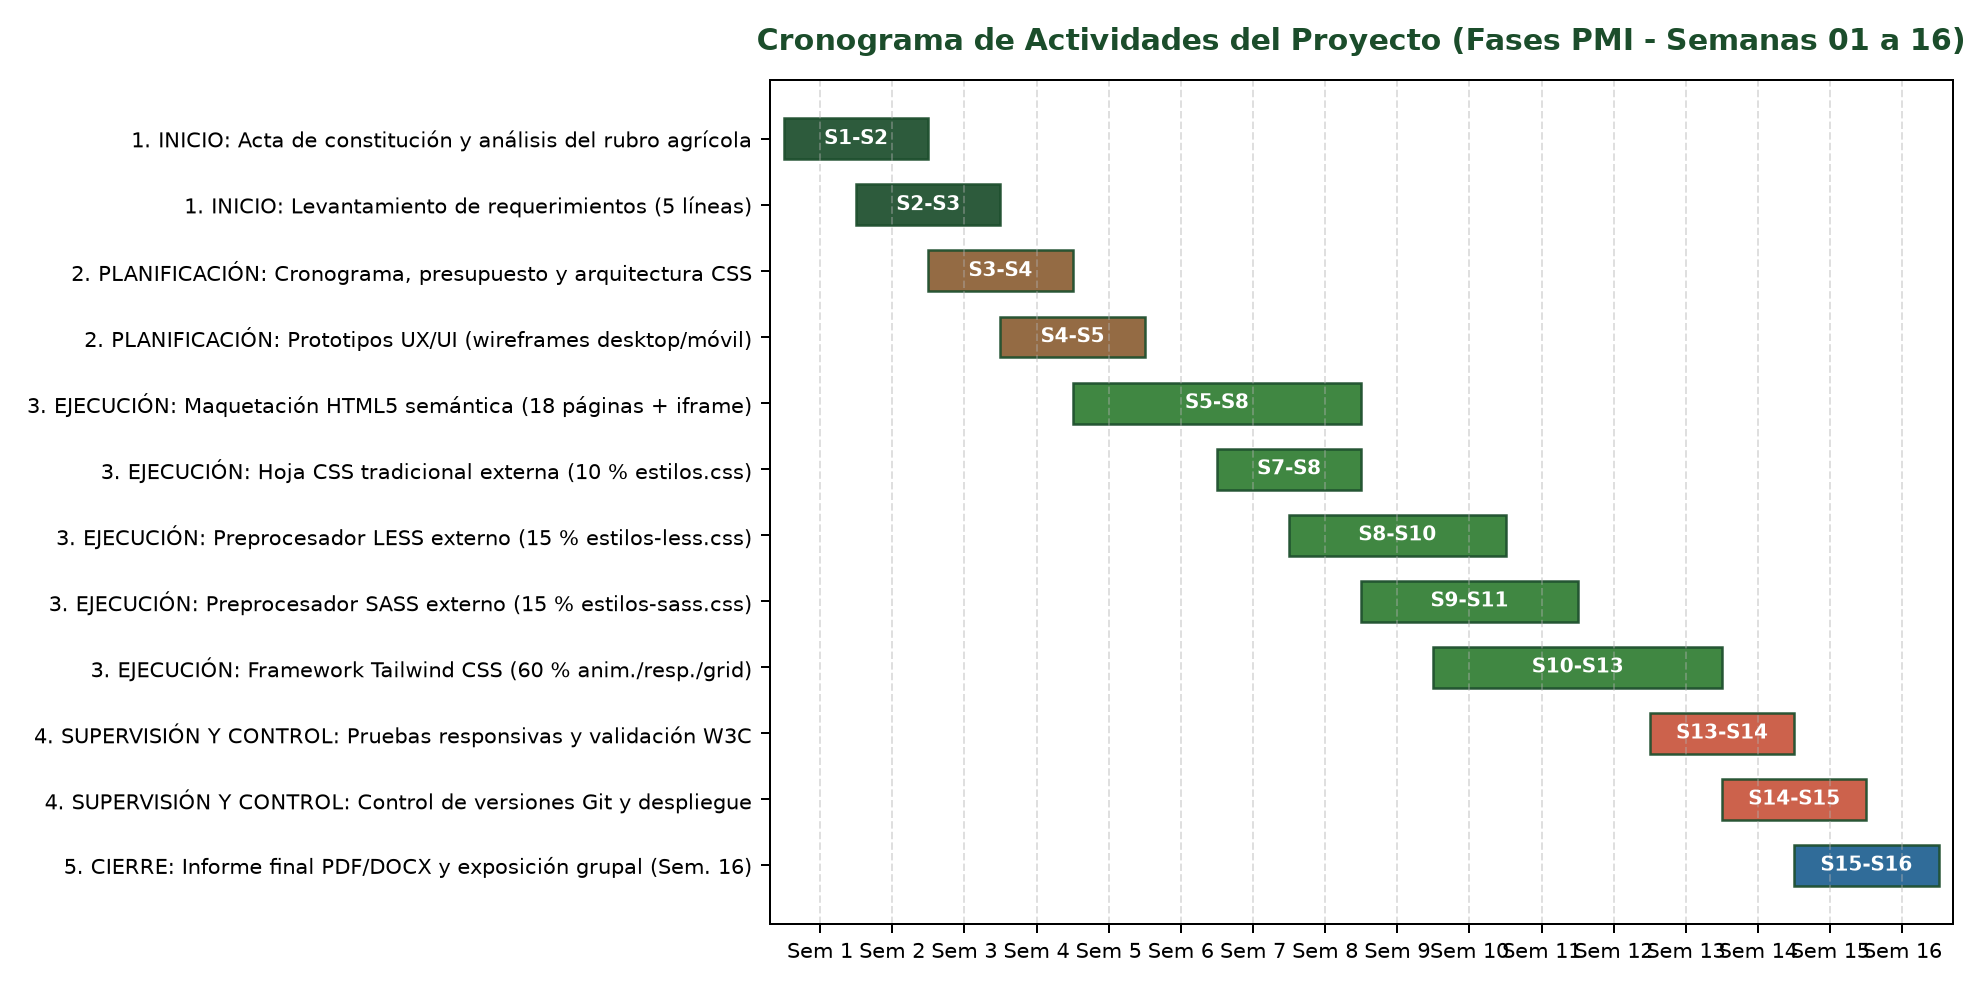 Cronograma de Actividades del Proyecto (Fases PMI - Semanas 01 a 16)
1. INICIO: Acta de constitución y análisis del rubro agrícola
S1-S2
1. INICIO: Levantamiento de requerimientos (5 líneas)
S2-S3
2. PLANIFICACIÓN: Cronograma, presupuesto y arquitectura CSS
S3-S4
2. PLANIFICACIÓN: Prototipos UX/UI (wireframes desktop/móvil)
S4-S5
3. EJECUCIÓN: Maquetación HTML5 semántica (18 páginas + iframe)
S5-S8
3. EJECUCIÓN: Hoja CSS tradicional externa (10 % estilos.css)
S7-S8
3. EJECUCIÓN: Preprocesador LESS externo (15 % estilos-less.css)
S8-S10
3. EJECUCIÓN: Preprocesador SASS externo (15 % estilos-sass.css)
S9-S11
3. EJECUCIÓN: Framework Tailwind CSS (60 % anim./resp./grid)
S10-S13
4. SUPERVISIÓN Y CONTROL: Pruebas responsivas y validación W3C
S13-S14
4. SUPERVISIÓN Y CONTROL: Control de versiones Git y despliegue
S14-S15
5. CIERRE: Informe final PDF/DOCX y exposición grupal (Sem. 16)
S15-S16
Sem 1 Sem 2 Sem 3 Sem 4 Sem 5 Sem 6 Sem 7 Sem 8 Sem 9 Sem 10 Sem 11 Sem 12 Sem 13 Sem 14 Sem 15 Sem 16